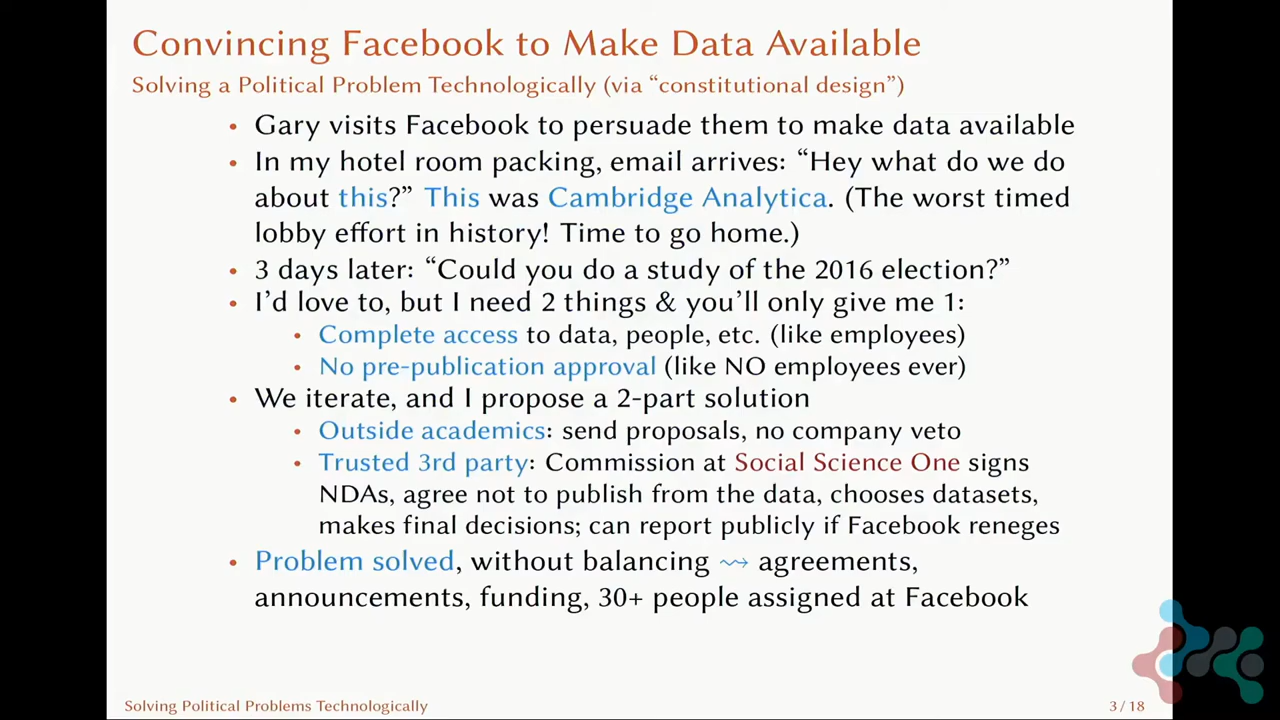 Convincing Facebook to Make Data Available
Solving a Political Problem Technologically (via “constitutional design”)
• Gary visits Facebook to persuade them to make data available
• In my hotel room packing, email arrives: “Hey what do we do
about this?” This was Cambridge Analytica. (The worst timed
lobby effort in history! Time to go home.)
• 3 days later: “Could you do a study of the 2016 election?”
• I’d love to, but I need 2 things & you’ll only give me 1:
• Complete access to data, people, etc. (like employees)
• No pre-publication approval (like NO employees ever)
• We iterate, and I propose a 2-part solution
• Outside academics: send proposals, no company veto
• Trusted 3rd party: Commission at Social Science One signs
NDAs, agree not to publish from the data, chooses datasets,
makes final decisions; can report publicly if Facebook reneges
• Problem solved, without balancing ⇝ agreements,
announcements, funding, 30+ people assigned at Facebook
Solving Political Problems Technologically
3 / 18